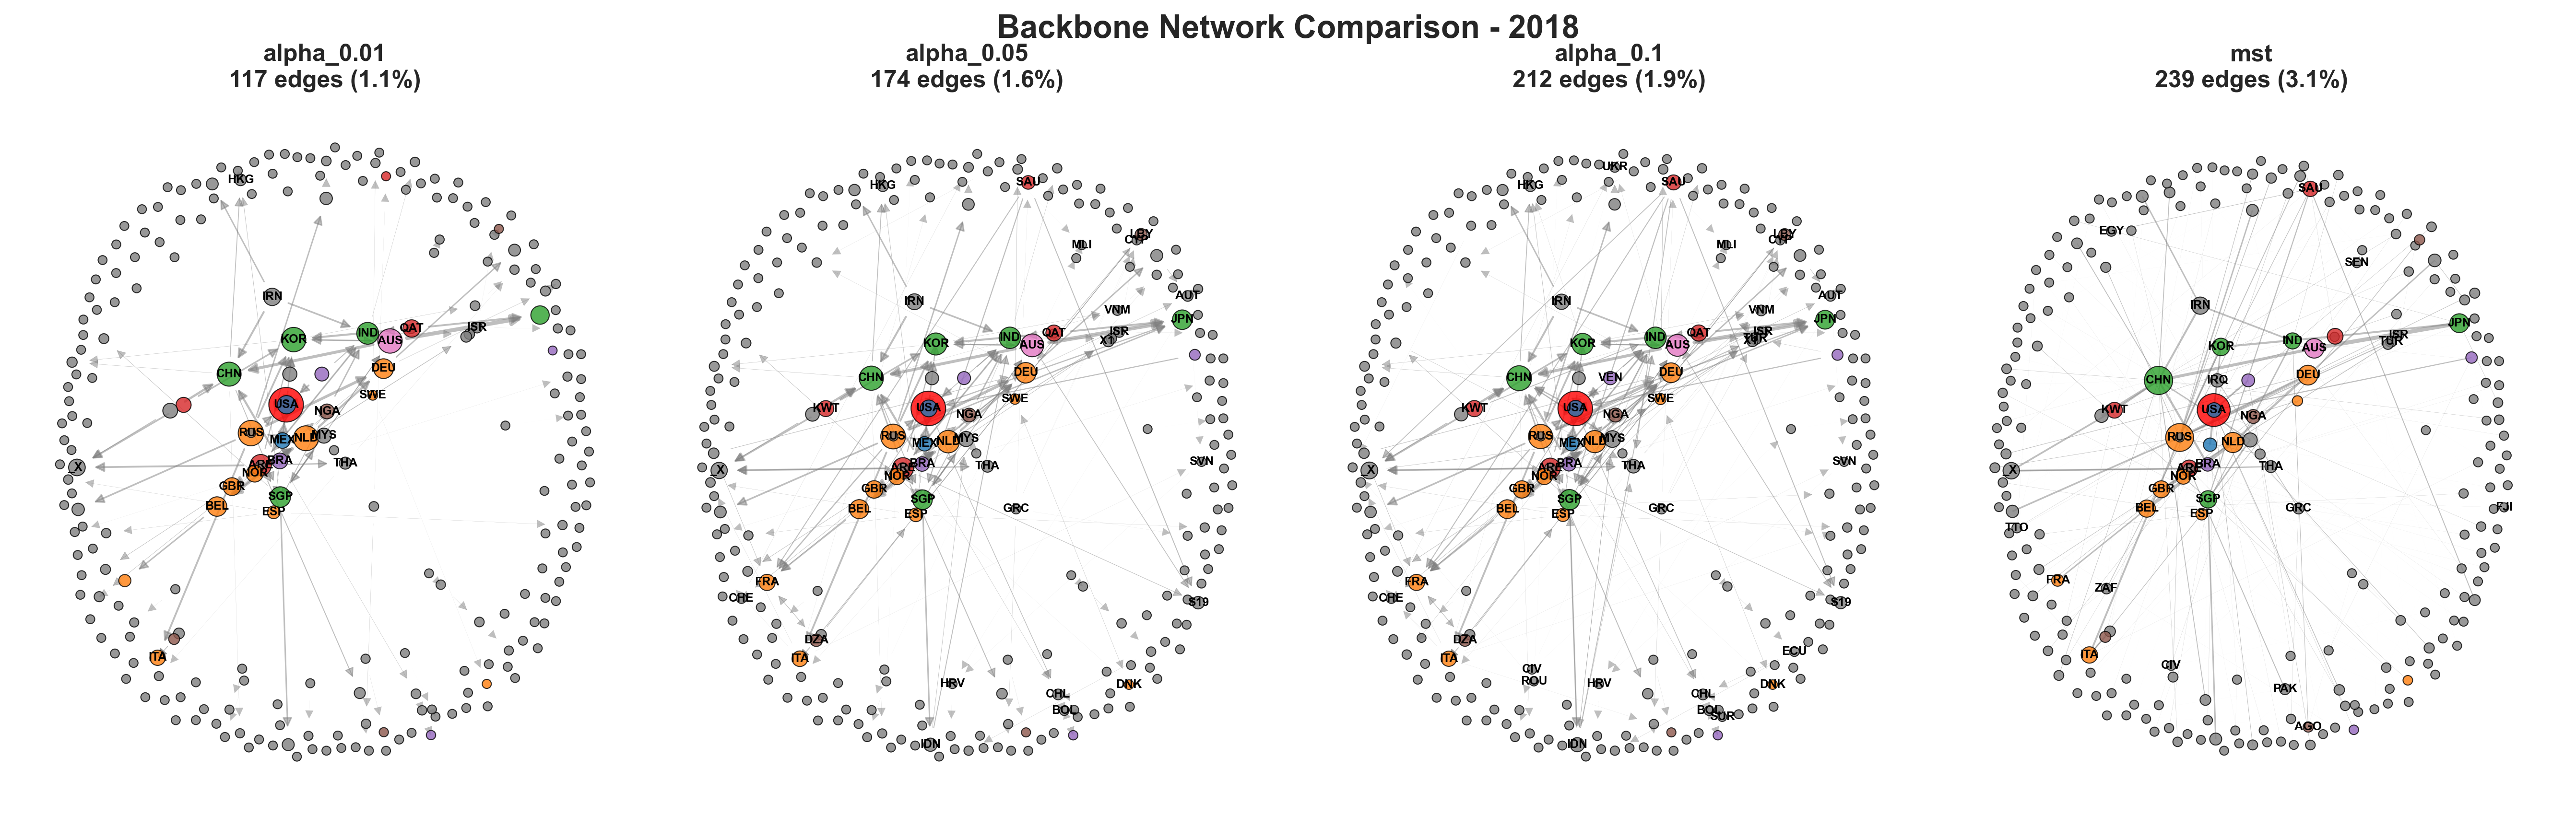 Backbone Network Comparison - 2018
alpha_0.01
117 edges (1.1%)
HKG
IRN
KOR
IND
QAT
AUS
ISR
CHN
DEU
SWE
USA
NGA
RUS
MEX
NLD
MYS
BRA
ARE
THA
_X
NOR
GBR
SGP
BEL
ESP
ITA
alpha_0.05
174 edges (1.6%)
HKG
SAU
MLI
CYP
AUT
IRN
VNM
JPN
KOR
IND
QAT
ISR
AUS
CHN
DEU
SWE
KWT
USA
NGA
RUS
MEX
NLD
MYS
SVN
BRA
ARE
THA
_X
NOR
GBR
SGP
BEL
GRC
ESP
FRA
CHE
S19
DZA
ITA
HRV
DNK
CHL
BOL
IDN
alpha_0.1
212 edges (1.9%)
UKR
HKG
SAU
MLI
CYP
AUT
IRN
VNM
JPN
KOR
IND
QAT
ISR
AUS
CHN
VEN
DEU
SWE
KWT
USA
NGA
RUS
MEX
NLD
MYS
SVN
BRA
ARE
THA
_X
NOR
GBR
SGP
BEL
GRC
ESP
FRA
CHE
S19
DZA
ITA
ECU
CIV
ROU
HRV
DNK
CHL
BOL
SUR
IDN
mst
239 edges (3.1%)
SAU
EGY
SEN
IRN
JPN
ISR
KOR
IND
TUR
AUS
CHN
IRQ
DEU
KWT
USA
NGA
RUS
NLD
BRA
ARE
THA
_X
NOR
GBR
SGP
BEL
GRC
FJI
ESP
TTO
FRA
ZAF
ITA
CIV
PAK
AGO